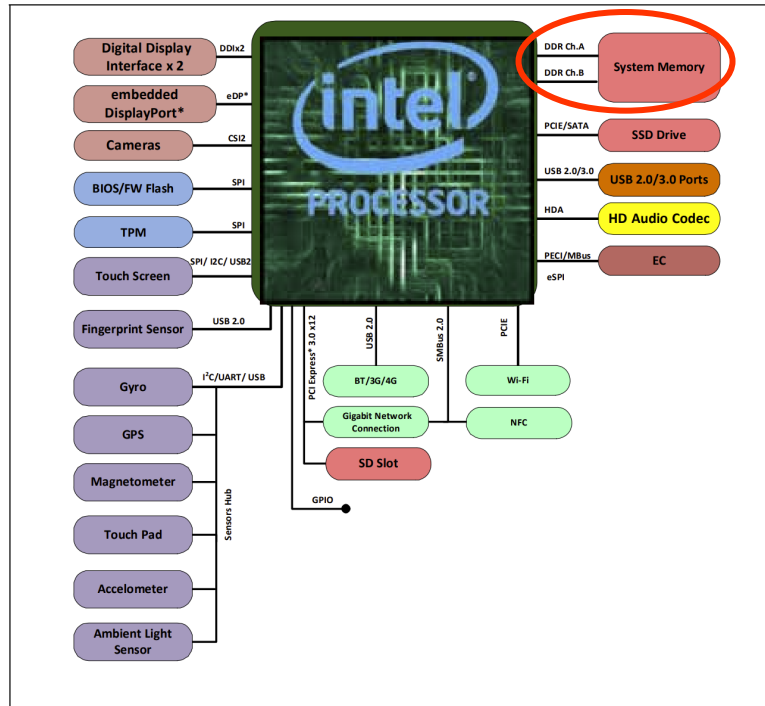 Digital Display
Interface x 2
DDIx2
embedded
DisplayPort*
eDP*
Cameras
CSI2
BIOS/FW Flash
SPI
TPM
SPI
Touch Screen
SPI/ I2C/ USB2
Fingerprint Sensor
USB 2.0
Gyro
I²C/UART/ USB
GPS
Magnetometer
Touch Pad
Accelometer
Ambient Light
Sensor
Sensors Hub
intel
PROCESSOR
DDR Ch.A
DDR Ch.B
System Memory
PCIE/SATA
SSD Drive
USB 2.0/3.0
USB 2.0/3.0 Ports
HDA
HD Audio Codec
PECI/MBus
eSPI
EC
PCI Express* 3.0 x12
USB 2.0
SMBus 2.0
PCIE
BT/3G/4G
Wi-Fi
Gigabit Network
Connection
NFC
SD Slot
GPIO